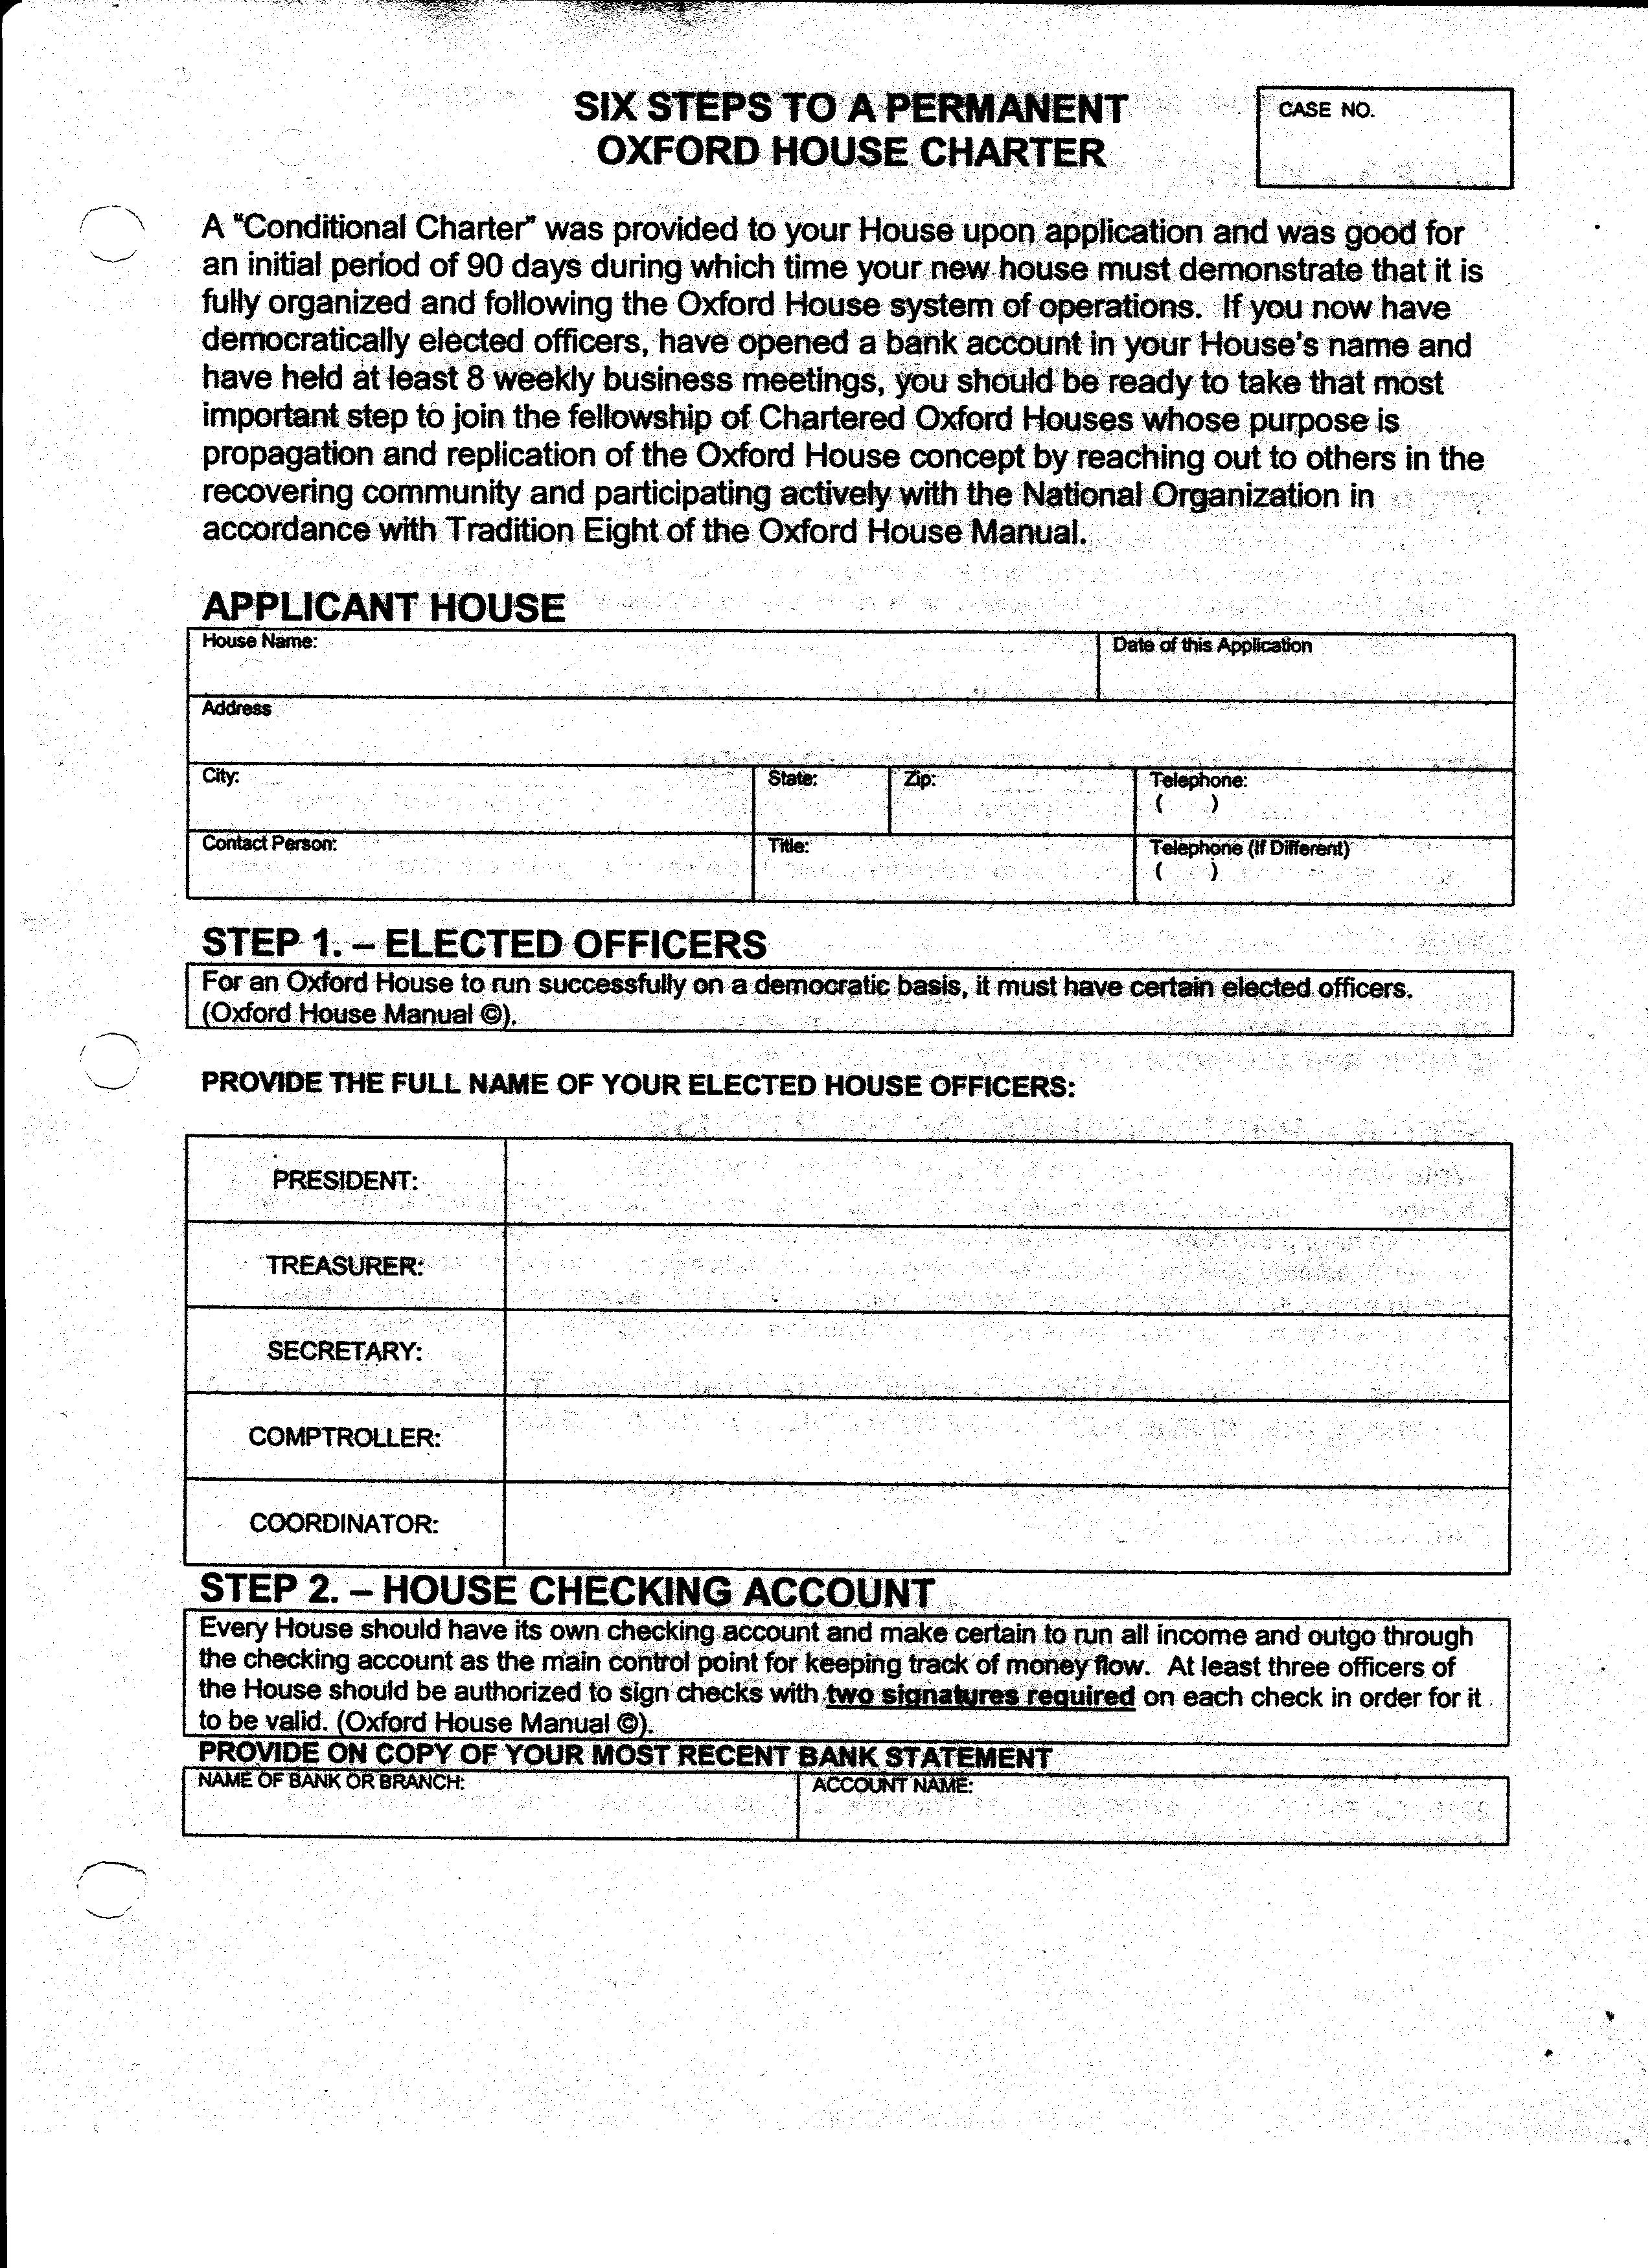 SIX STEPS TO A PERMANENT
OXFORD HOUSE CHARTER
CASE NO.
A “Conditional Charter” was provided to your House upon application and was good for
an initial period of 90 days during which time your new house must demonstrate that it is
fully organized and following the Oxford House system of operations. If you now have
democratically elected officers, have opened a bank account in your House's name and
have held at least 8 weekly business meetings, you should be ready to take that most
important step to join the fellowship of Chartered Oxford Houses whose purpose is
propagation and replication of the Oxford House concept by reaching out to others in the
recovering community and participating actively with the National Organization in
accordance with Tradition Eight of the Oxford House Manual.
APPLICANT HOUSE
House Name: Date of this Application
Address
City: State: Zip: Telephone:
( )
Contact Person: Title: Telephone (If Different)
( )
STEP 1. – ELECTED OFFICERS
For an Oxford House to run successfully on a democratic basis, it must have certain elected officers.
(Oxford House Manual ©).
PROVIDE THE FULL NAME OF YOUR ELECTED HOUSE OFFICERS:
PRESIDENT:
TREASURER:
SECRETARY:
COMPTROLLER:
COORDINATOR:
STEP 2. – HOUSE CHECKING ACCOUNT
Every House should have its own checking account and make certain to run all income and outgo through
the checking account as the main control point for keeping track of money flow. At least three officers of
the House should be authorized to sign checks with two signatures required on each check in order for it
to be valid. (Oxford House Manual ©).
PROVIDE ON COPY OF YOUR MOST RECENT BANK STATEMENT
NAME OF BANK OR BRANCH: ACCOUNT NAME: